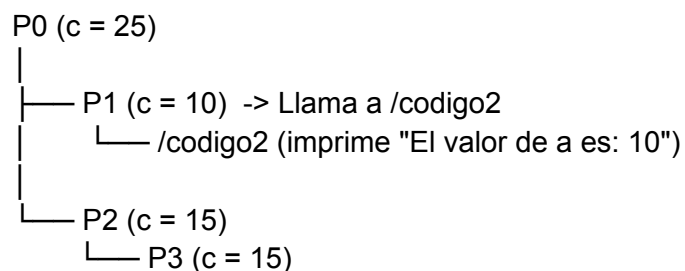 P0 (c = 25)
P1 (c = 10) -> Llama a /codigo2
/codigo2 (imprime "El valor de a es: 10")
P2 (c = 15)
P3 (c = 15)